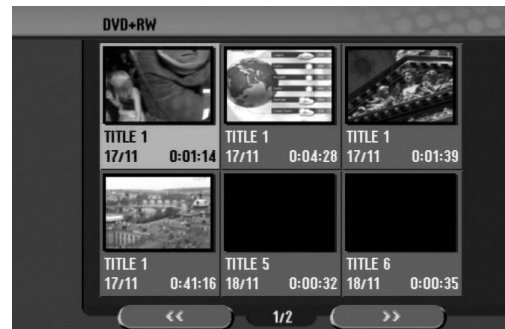 DVD+RW
TITLE 1
17/11 0:01:14
TITLE 1
17/11 0:04:28
TITLE 1
17/11 0:01:39
TITLE 1
17/11 0:41:16
TITLE 5
18/11 0:00:32
TITLE 6
18/11 0:00:35
<< 1/2 >>